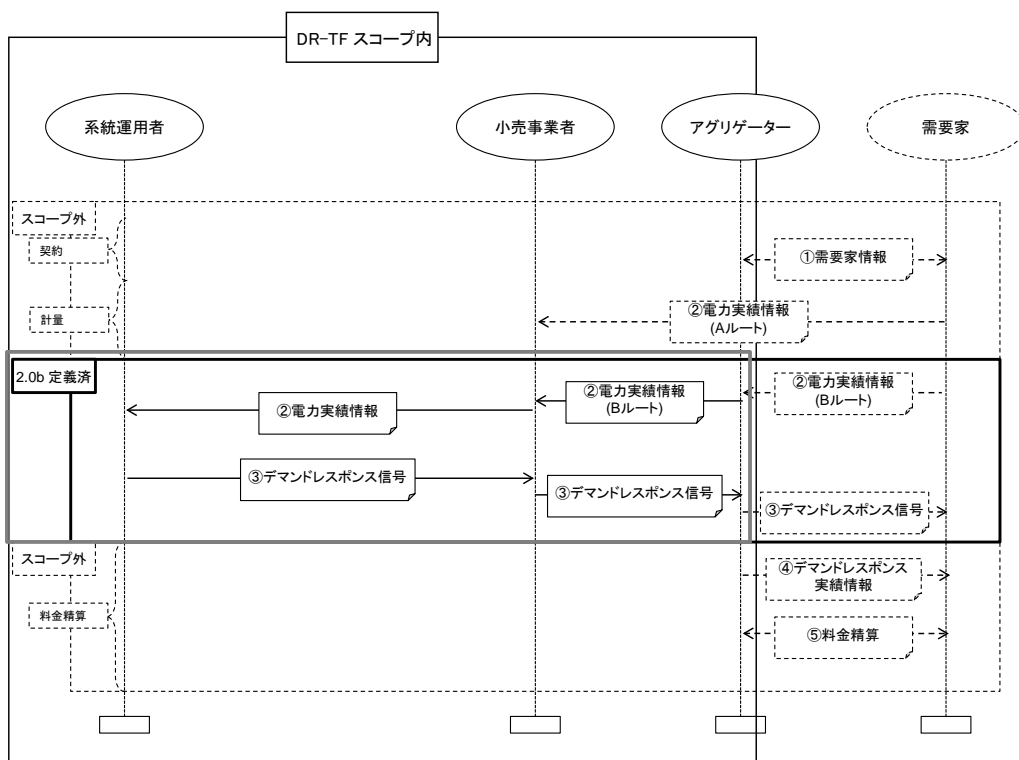 DR-TF スコープ内
系統運用者
小売事業者
アグリゲーター
需要家
スコープ外
契約
①需要家情報
計量
②電力実績情報
(Aルート)
2.0b 定義済
②電力実績情報
②電力実績情報
(Bルート)
②電力実績情報
(Bルート)
③デマンドレスポンス信号
③デマンドレスポンス信号
③デマンドレスポンス信号
スコープ外
④デマンドレスポンス
実績情報
料金精算
⑤料金精算